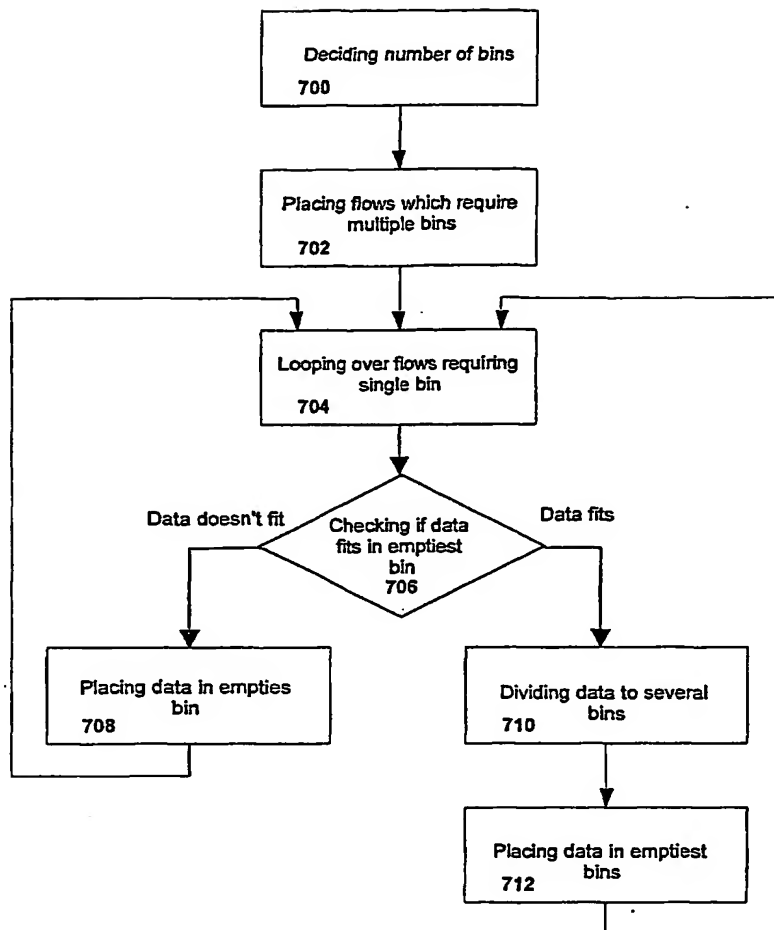 Deciding number of bins
700
Placing flows which require
multiple bins
702
Looping over flows requiring
single bin
704
Data doesn't fit
Checking if data
fits in emptiest
bin
706
Data fits
Placing data in empties
bin
708
Dividing data to several
bins
710
Placing data in emptiest
bins
712